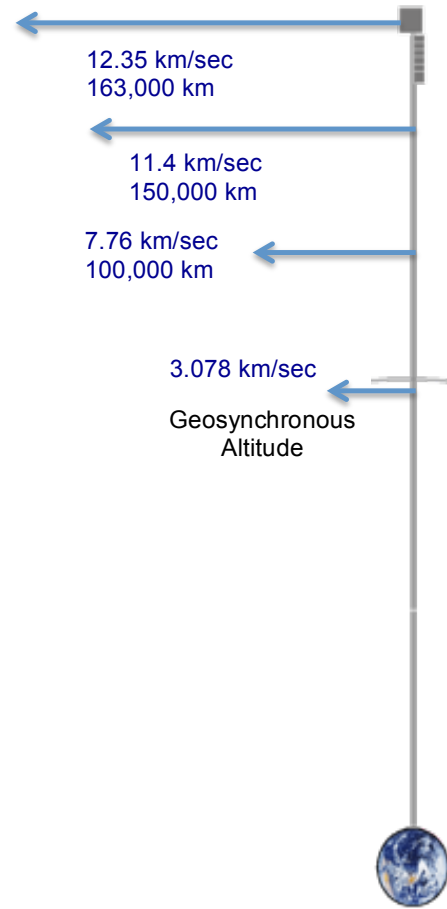 12.35 km/sec
163,000 km
11.4 km/sec
150,000 km
7.76 km/sec
100,000 km
3.078 km/sec
Geosynchronous
Altitude